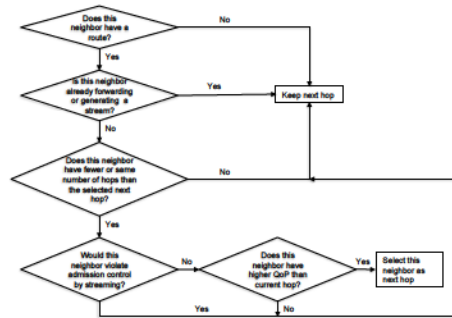 Does this
neighbor have a
route?
No
Yes
Is this neighbor
already forwarding
or generating a
stream?
Yes
Keep next hop
No
Does this neighbor
have fewer or same
number of hops than
the selected next
hop?
No
Yes
Would this
neighbor violate
admission control
by streaming?
No
Does this
neighbor have
higher QoP than
current hop?
Yes
Select this
neighbor as
next hop
Yes
No